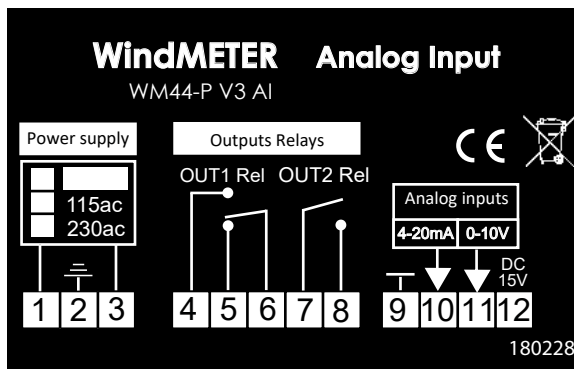 WindMETER Analog Input
WM44-P V3 AI
Power supply
Outputs Relays
CE
OUT1 Rel OUT2 Rel
115ac
230ac
Analog inputs
4-20mA 0-10V
DC
15V
1 2 3 4 5 6 7 8 9 10 11 12
180228